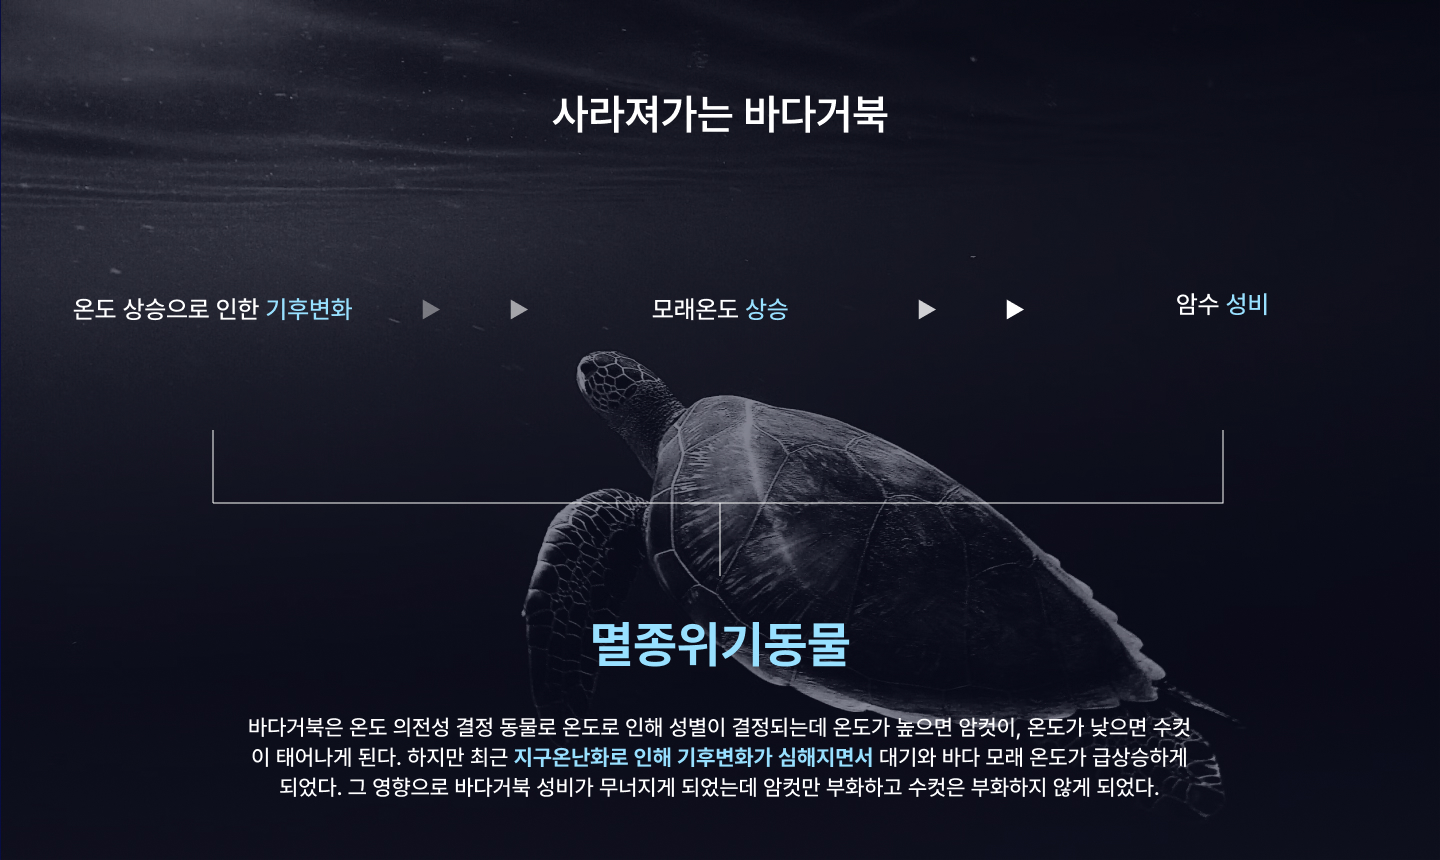 사라져가는 바다거북
온도 상승으로 인한 기후변화
모래온도 상승
암수 성비
멸종위기동물
바다거북은 온도 의전성 결정 동물로 온도로 인해 성별이 결정되는데 온도가 높으면 암컷이, 온도가 낮으면 수컷
이 태어나게 된다. 하지만 최근 지구온난화로 인해 기후변화가 심해지면서 대기와 바다 모래 온도가 급상승하게
되었다. 그 영향으로 바다거북 성비가 무너지게 되었는데 암컷만 부화하고 수컷은 부화하지 않게 되었다.